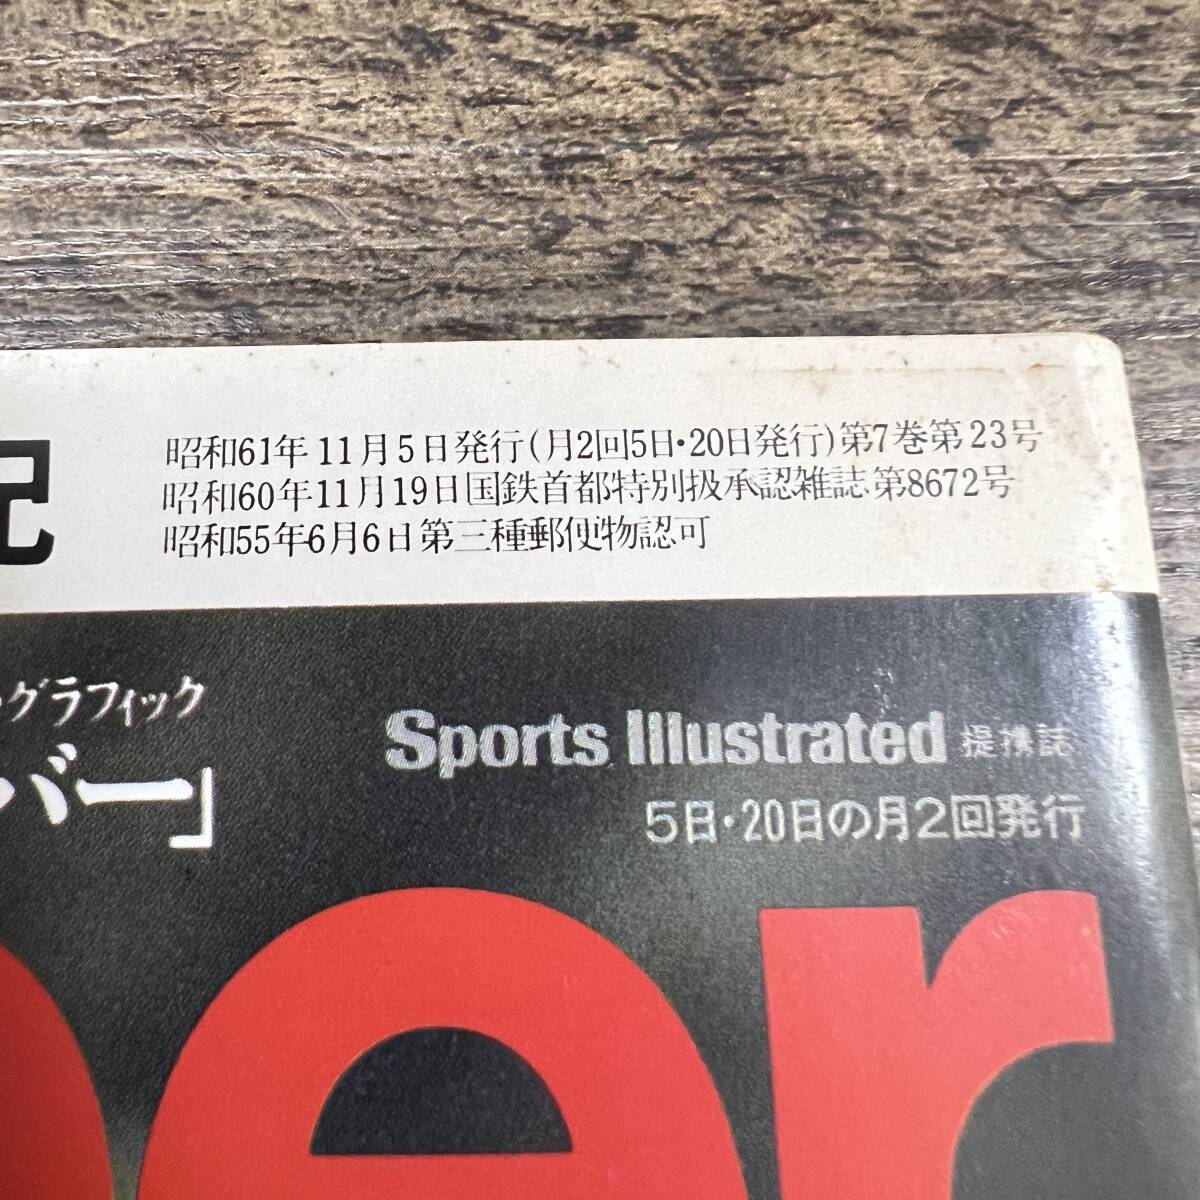 昭和61年11月5日発行(月2回5日・20日発行)第7巻第23号
昭和60年11月19日国鉄首都特別扱承認雑誌第8672号
昭和55年6月6日第三種郵便物認可
記
グラフィック
バー」
Sports Illustrated 提携誌
5日・20日の月2回発行
er